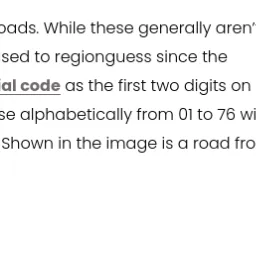 oads. While these generally aren'
sed to regionguess since the
ial code as the first two digits on
se alphabetically from 01 to 76 wi
Shown in the image is a road fro